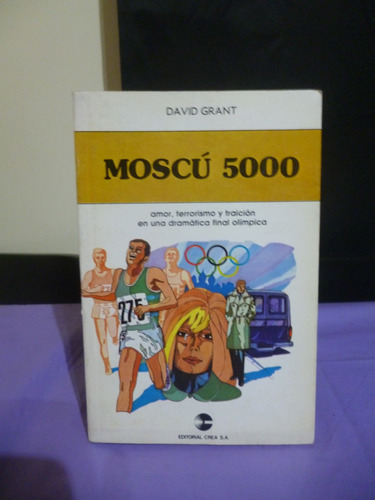 DAVID GRANT
MOSCÚ 5000
amor, terrorismo y traición
en una dramática final olímpica
275
EDITORIAL CREA S.A.